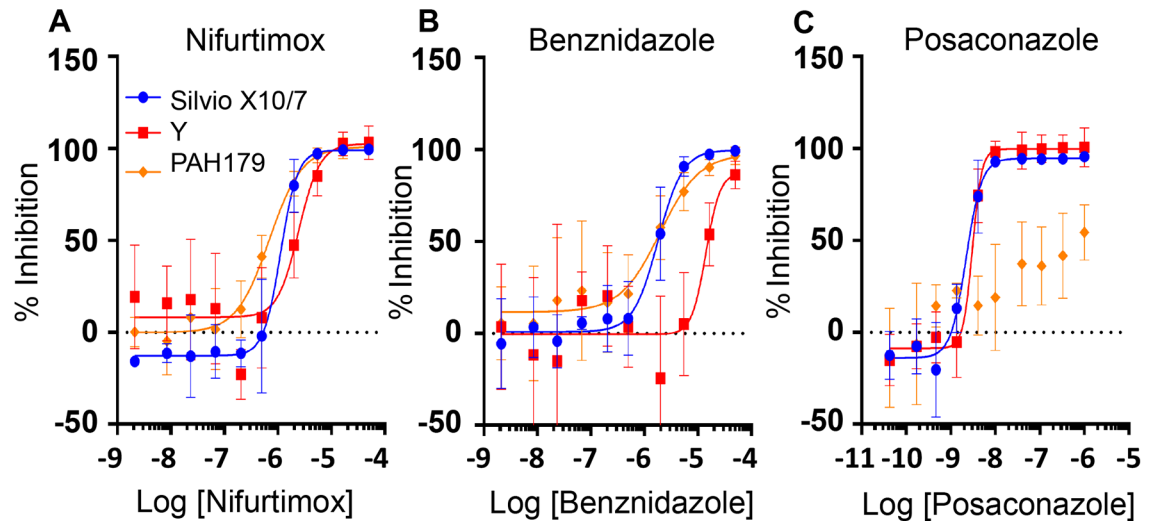 A
Nifurtimox
150
100
50
0
-50
% Inhibition
Silvio X10/7
Y
PAH179
-9 -8 -7 -6 -5 -4
Log [Nifurtimox]
B
Benznidazole
150
100
50
0
-50
% Inhibition
-9 -8 -7 -6 -5 -4
Log [Benznidazole]
C
Posaconazole
150
100
50
0
-50
% Inhibition
-11 -10 -9 -8 -7 -6 -5
Log [Posaconazole]